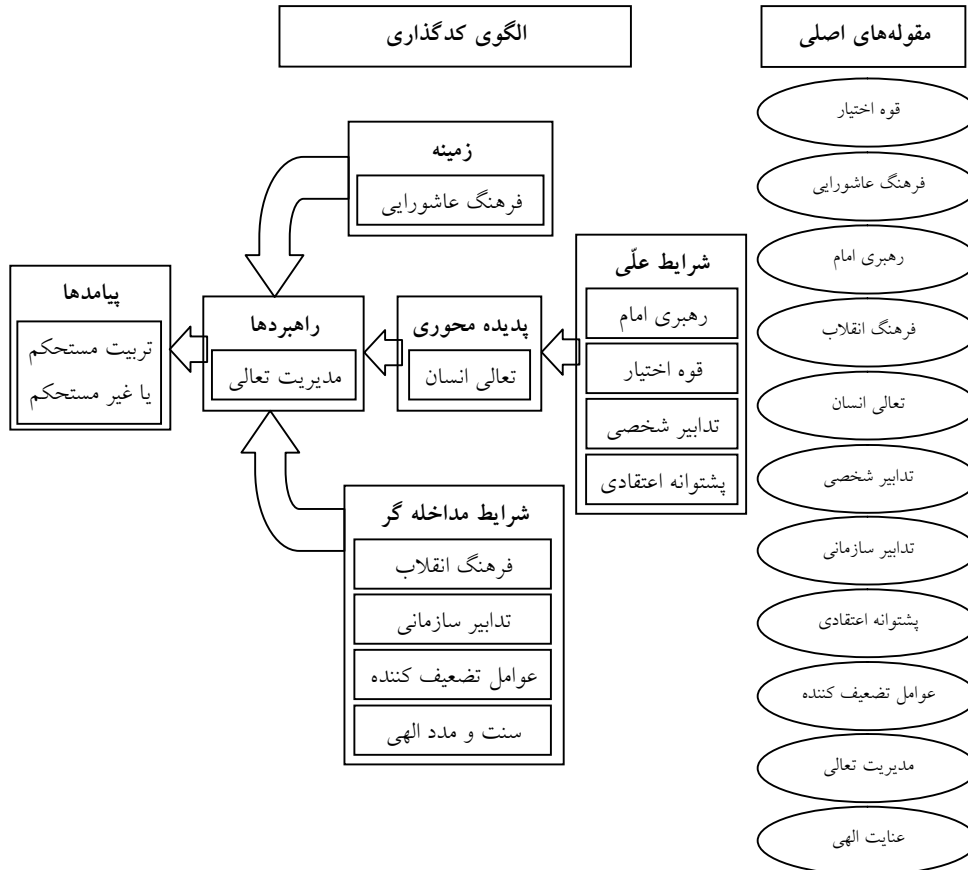 مقوله‌های اصلی
قوه اختیار
فرهنگ عاشورایی
رهبری امام
فرهنگ انقلاب
تعالی انسان
تدابیر شخصی
تدابیر سازمانی
پشتوانه اعتقادی
عوامل تضعیف کننده
مدیریت تعالی
عنایت الهی
الگوی کدگذاری
زمینه
فرهنگ عاشورایی
شرایط علّی
رهبری امام
قوه اختیار
تدابیر شخصی
پشتوانه اعتقادی
پدیده محوری
تعالی انسان
راهبردها
مدیریت تعالی
پیامدها
تربیت مستحکم
یا غیر مستحکم
شرایط مداخله گر
فرهنگ انقلاب
تدابیر سازمانی
عوامل تضعیف کننده
سنت و مدد الهی